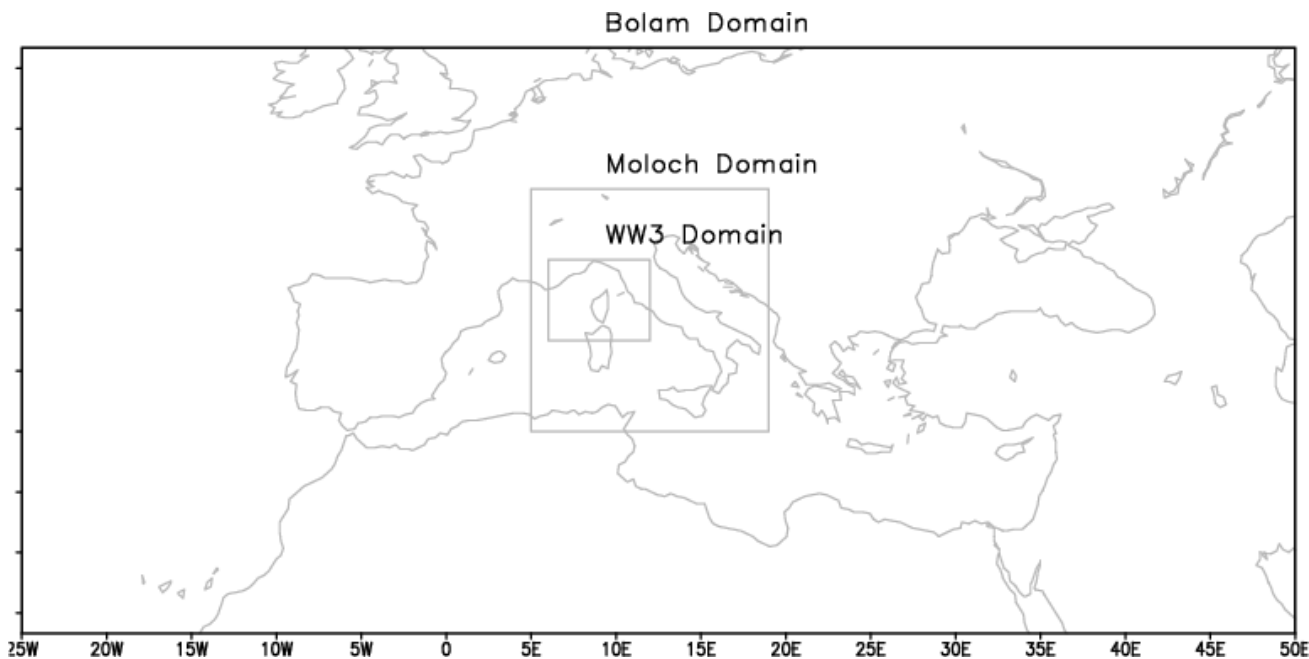 Bolam Domain
Moloch Domain
WW3 Domain
25W 20W 15W 10W 5W 0 5E 10E 15E 20E 25E 30E 35E 40E 45E 50E